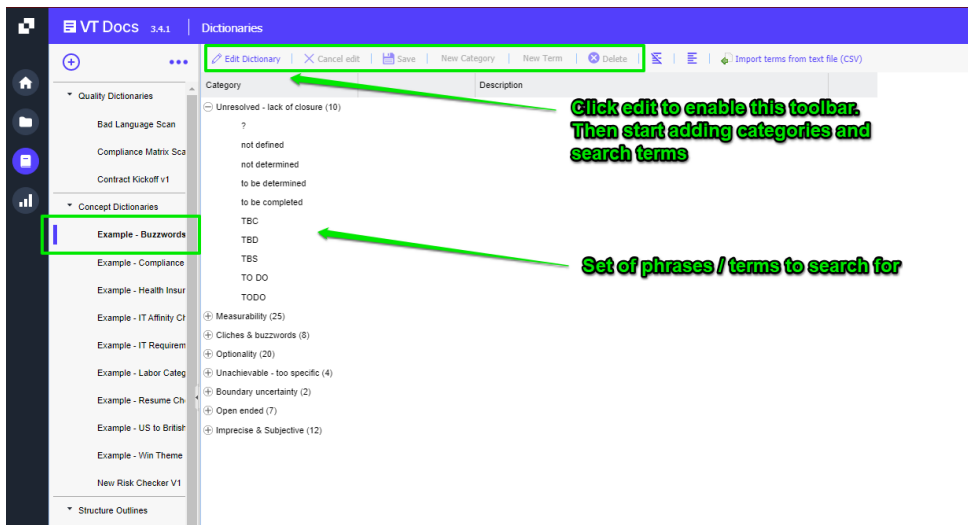 VT DOCS 3.4.1 Dictionaries
Edit Dictionary Cancel edit Save New Category New Term Delete Import terms from text file (CSV)
Quality Dictionaries
Bad Language Scan
Compliance Matrix Sca
Contract Kickoff v1
Concept Dictionaries
Example - Buzzwords
Example - Compliance
Example - Health Insur
Example - IT Affinity Ch
Example - IT Requirem
Example - Labor Categ
Example - Resume Ch
Example - US to British
Example - Win Theme
New Risk Checker V1
Structure Outlines
Category Description
Unresolved - lack of closure (10)
?
not defined
not determined
to be determined
to be completed
TBC
TBD
TBS
TO DO
TODO
Measurability (25)
Cliches & buzzwords (8)
Optionality (20)
Unachievable - too specific (4)
Boundary uncertainty (2)
Open ended (7)
Imprecise & Subjective (12)
Click edit to enable this toolbar.
Then start adding categories and
search terms
Set of phrases / terms to search for